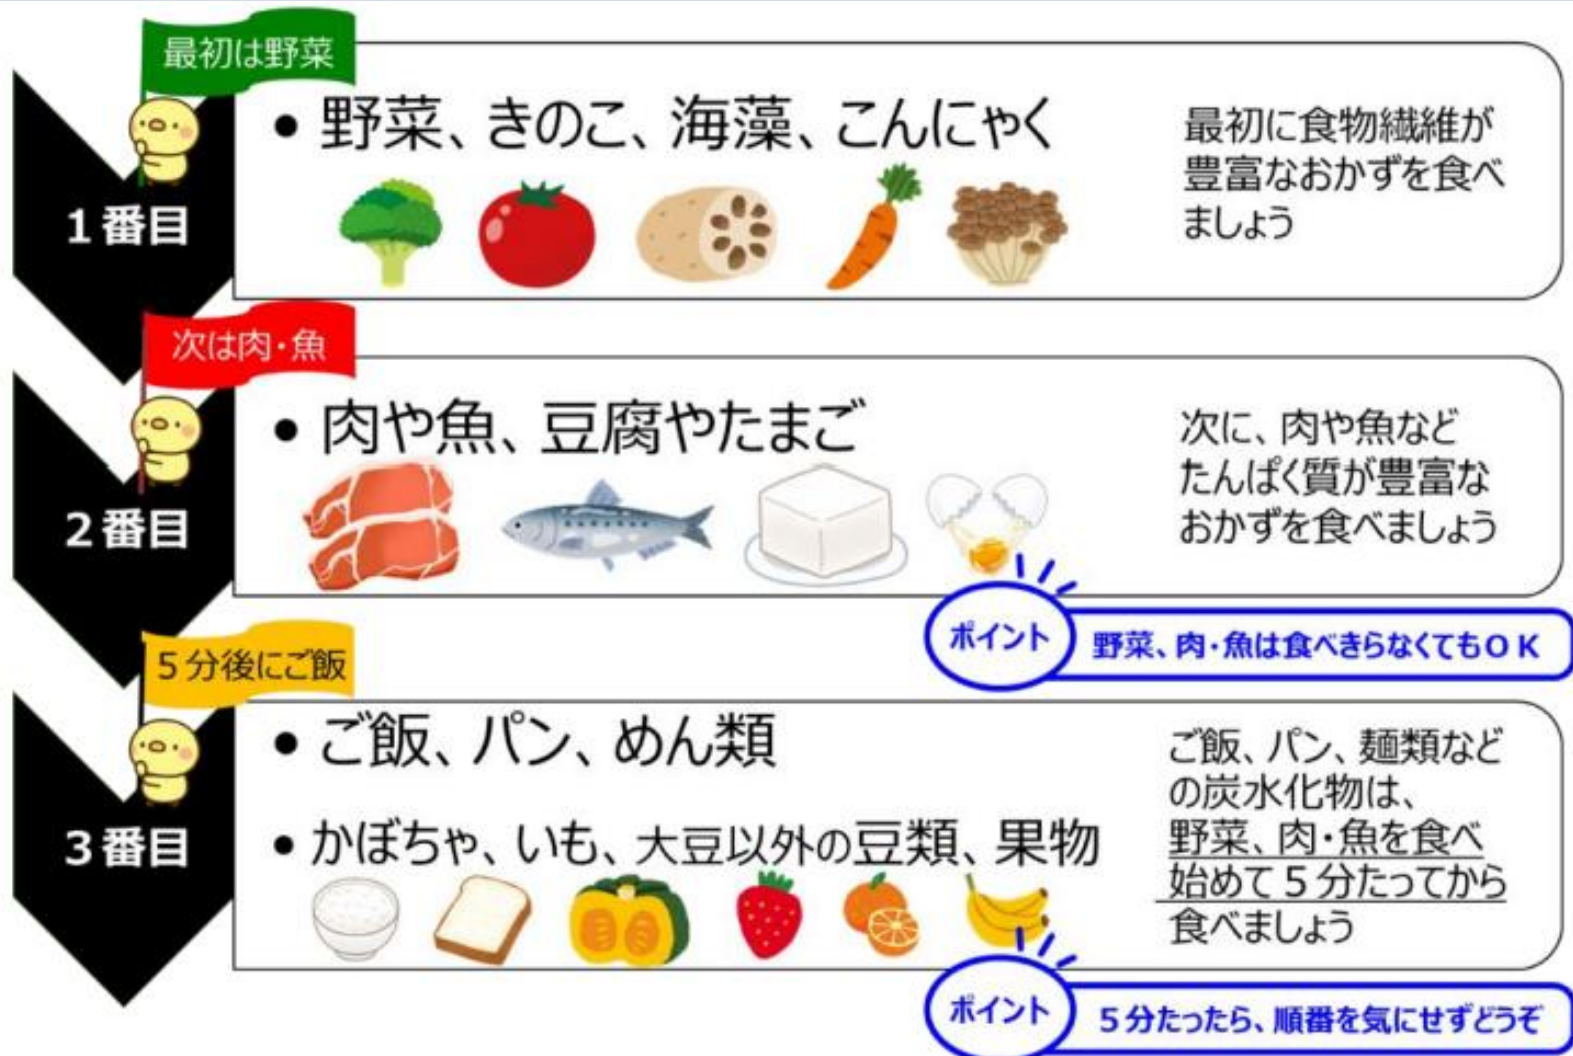 最初は野菜
1番目
• 野菜、きのこ、海藻、こんにゃく
最初に食物繊維が
豊富なおかずを食べ
ましょう
次は肉・魚
2番目
• 肉や魚、豆腐やたまご
次に、肉や魚など
たんぱく質が豊富な
おかずを食べましょう
ポイント
野菜、肉・魚は食べきらなくてもOK
5分後にご飯
3番目
• ご飯、パン、めん類
• かぼちゃ、いも、大豆以外の豆類、果物
ご飯、パン、麺類など
の炭水化物は、
野菜、肉・魚を食べ
始めて5分たってから
食べましょう
ポイント
5分たったら、順番を気にせずどうぞ